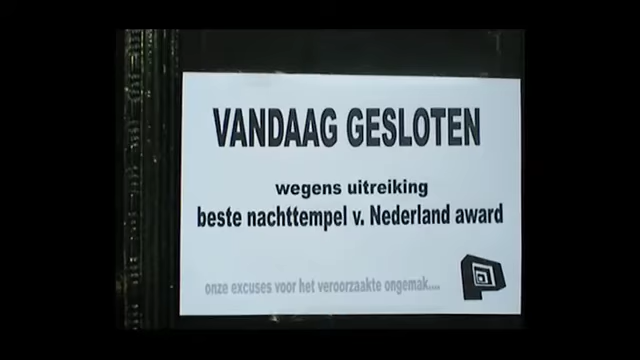 VANDAAG GESLOTEN
wegens uitreiking
beste nachttempel v. Nederland award
onze excuses voor het veroorzaakte ongemak....